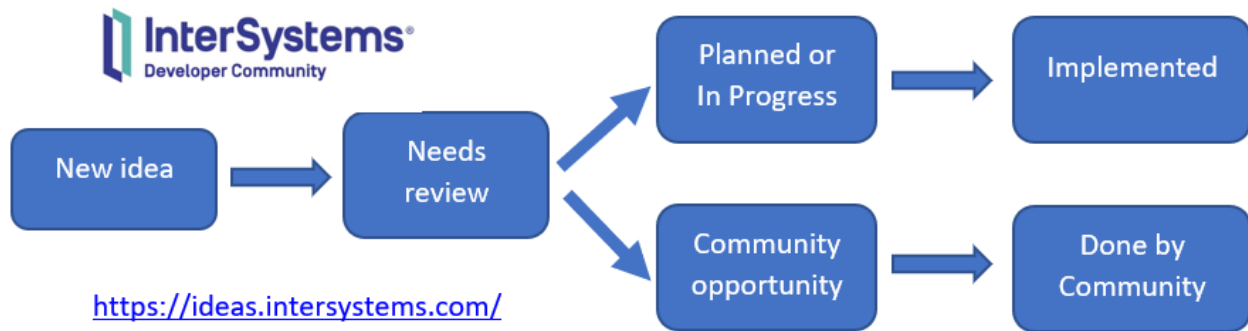 InterSystems®
Developer Community
New idea
Needs
review
Planned or
In Progress
Implemented
Community
opportunity
Done by
Community
https://ideas.intersystems.com/